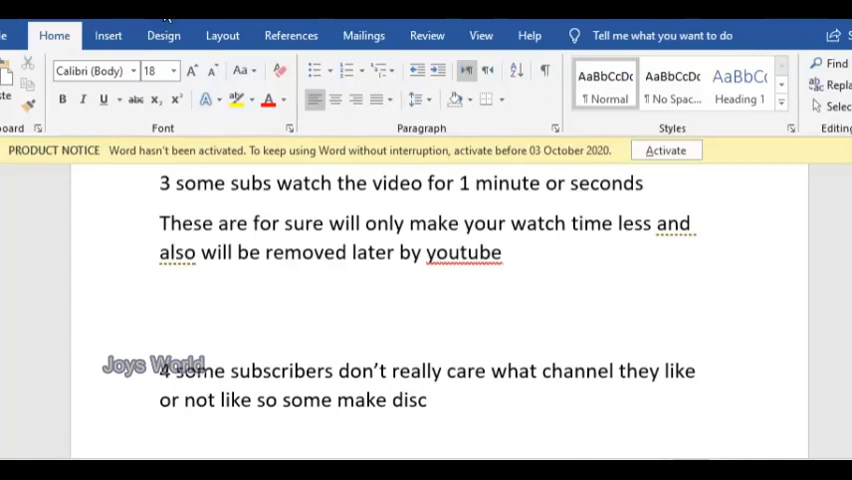 Home Insert Design Layout References Mailings Review View Help Tell me what you want to do
Calibri (Body) 18 Aa AaBbCcDc AaBbCcDc AaBbCc Find
B I U abc x₂ x² A A ¶ Normal ¶ No Spac... Heading 1
Font Paragraph Styles Editing
PRODUCT NOTICE Word hasn't been activated. To keep using Word without interruption, activate before 03 October 2020. Activate
3 some subs watch the video for 1 minute or seconds
These are for sure will only make your watch time less and
also will be removed later by youtube
Joys World
4 some subscribers don't really care what channel they like
or not like so some make disc